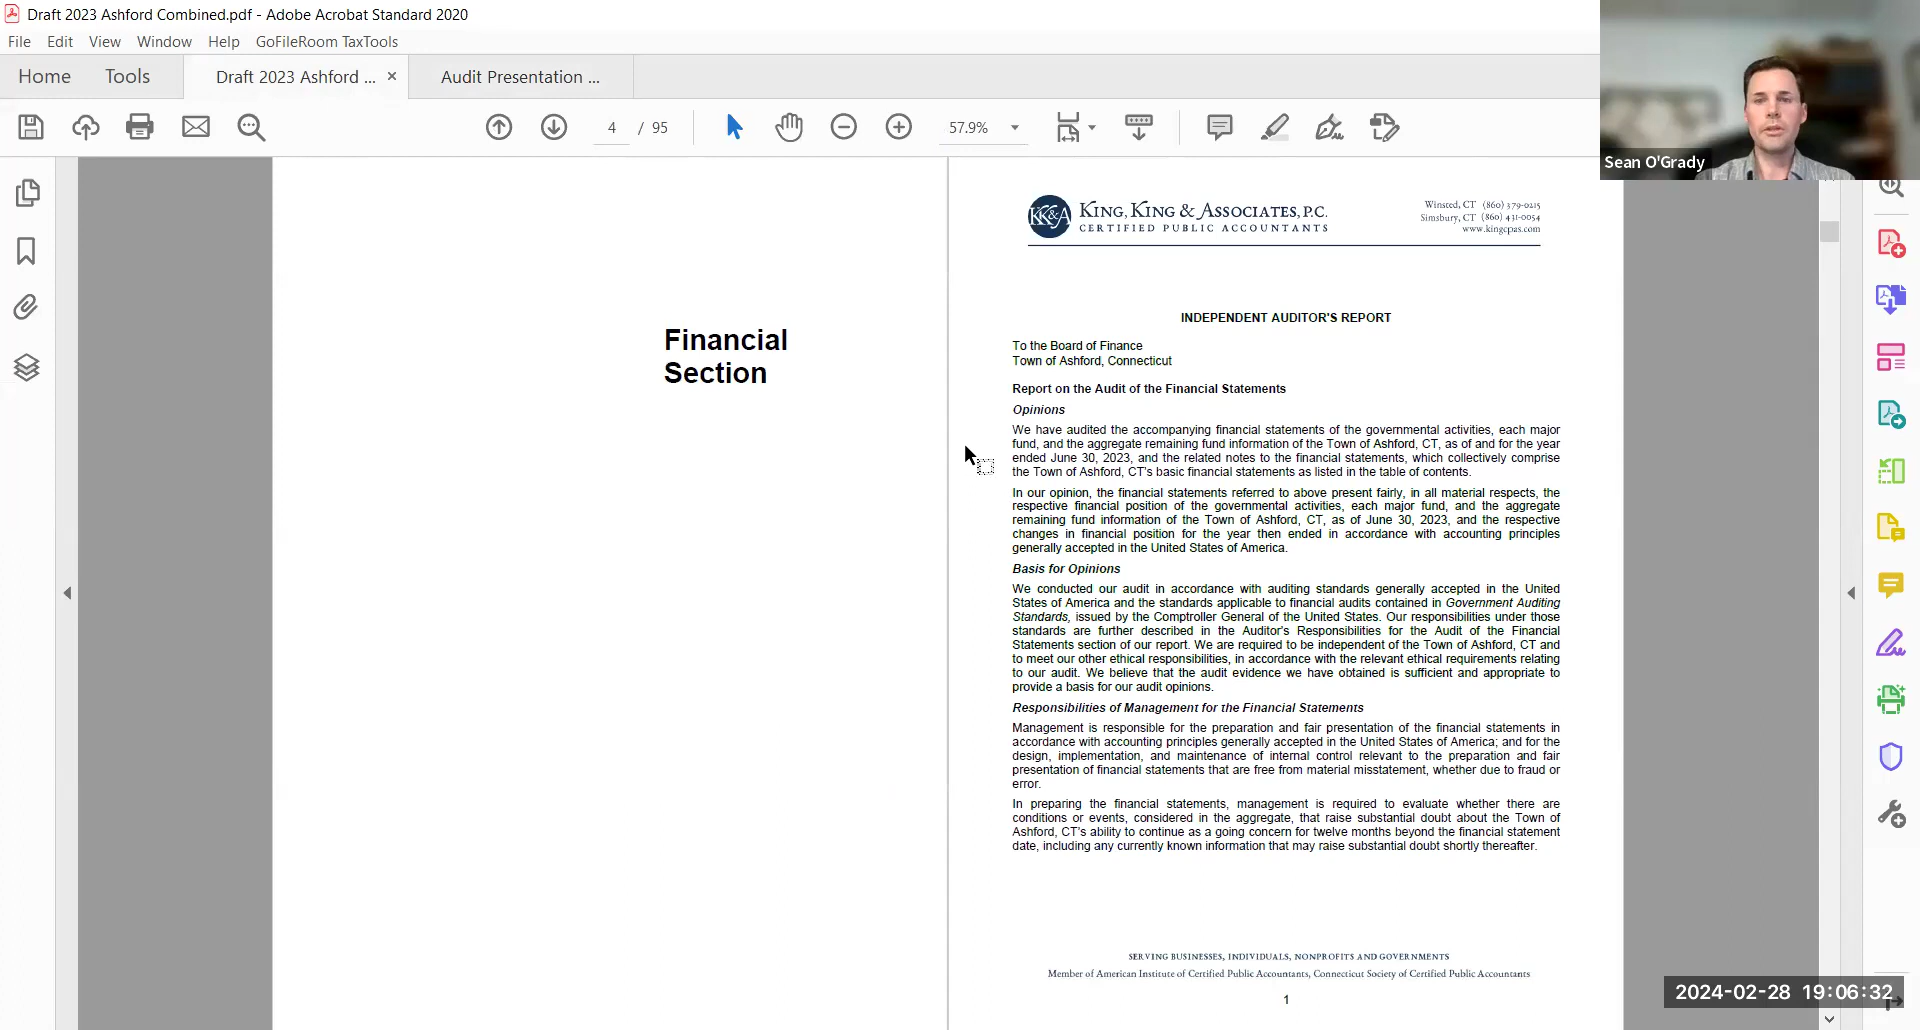 Draft 2023 Ashford Combined.pdf - Adobe Acrobat Standard 2020
File Edit View Window Help GoFileRoom TaxTools
Home Tools Draft 2023 Ashford ... × Audit Presentation ...
4 / 95 57.9%
Sean O'Grady
Financial
Section
KK&A
KING, KING & ASSOCIATES, P.C.
CERTIFIED PUBLIC ACCOUNTANTS
Winsted, CT (860) 379-0215
Simsbury, CT (860) 431-0054
www.kingcpas.com
INDEPENDENT AUDITOR'S REPORT
To the Board of Finance
Town of Ashford, Connecticut
Report on the Audit of the Financial Statements
Opinions
We have audited the accompanying financial statements of the governmental activities, each major
fund, and the aggregate remaining fund information of the Town of Ashford, CT, as of and for the year
ended June 30, 2023, and the related notes to the financial statements, which collectively comprise
the Town of Ashford, CT's basic financial statements as listed in the table of contents.
In our opinion, the financial statements referred to above present fairly, in all material respects, the
respective financial position of the governmental activities, each major fund, and the aggregate
remaining fund information of the Town of Ashford, CT, as of June 30, 2023, and the respective
changes in financial position for the year then ended in accordance with accounting principles
generally accepted in the United States of America.
Basis for Opinions
We conducted our audit in accordance with auditing standards generally accepted in the United
States of America and the standards applicable to financial audits contained in Government Auditing
Standards, issued by the Comptroller General of the United States. Our responsibilities under those
standards are further described in the Auditor's Responsibilities for the Audit of the Financial
Statements section of our report. We are required to be independent of the Town of Ashford, CT and
to meet our other ethical responsibilities, in accordance with the relevant ethical requirements relating
to our audit. We believe that the audit evidence we have obtained is sufficient and appropriate to
provide a basis for our audit opinions.
Responsibilities of Management for the Financial Statements
Management is responsible for the preparation and fair presentation of the financial statements in
accordance with accounting principles generally accepted in the United States of America; and for the
design, implementation, and maintenance of internal control relevant to the preparation and fair
presentation of financial statements that are free from material misstatement, whether due to fraud or
error.
In preparing the financial statements, management is required to evaluate whether there are
conditions or events, considered in the aggregate, that raise substantial doubt about the Town of
Ashford, CT's ability to continue as a going concern for twelve months beyond the financial statement
date, including any currently known information that may raise substantial doubt shortly thereafter.
SERVING BUSINESSES, INDIVIDUALS, NONPROFITS AND GOVERNMENTS
Member of American Institute of Certified Public Accountants, Connecticut Society of Certified Public Accountants
1
2024-02-28 19:06:32